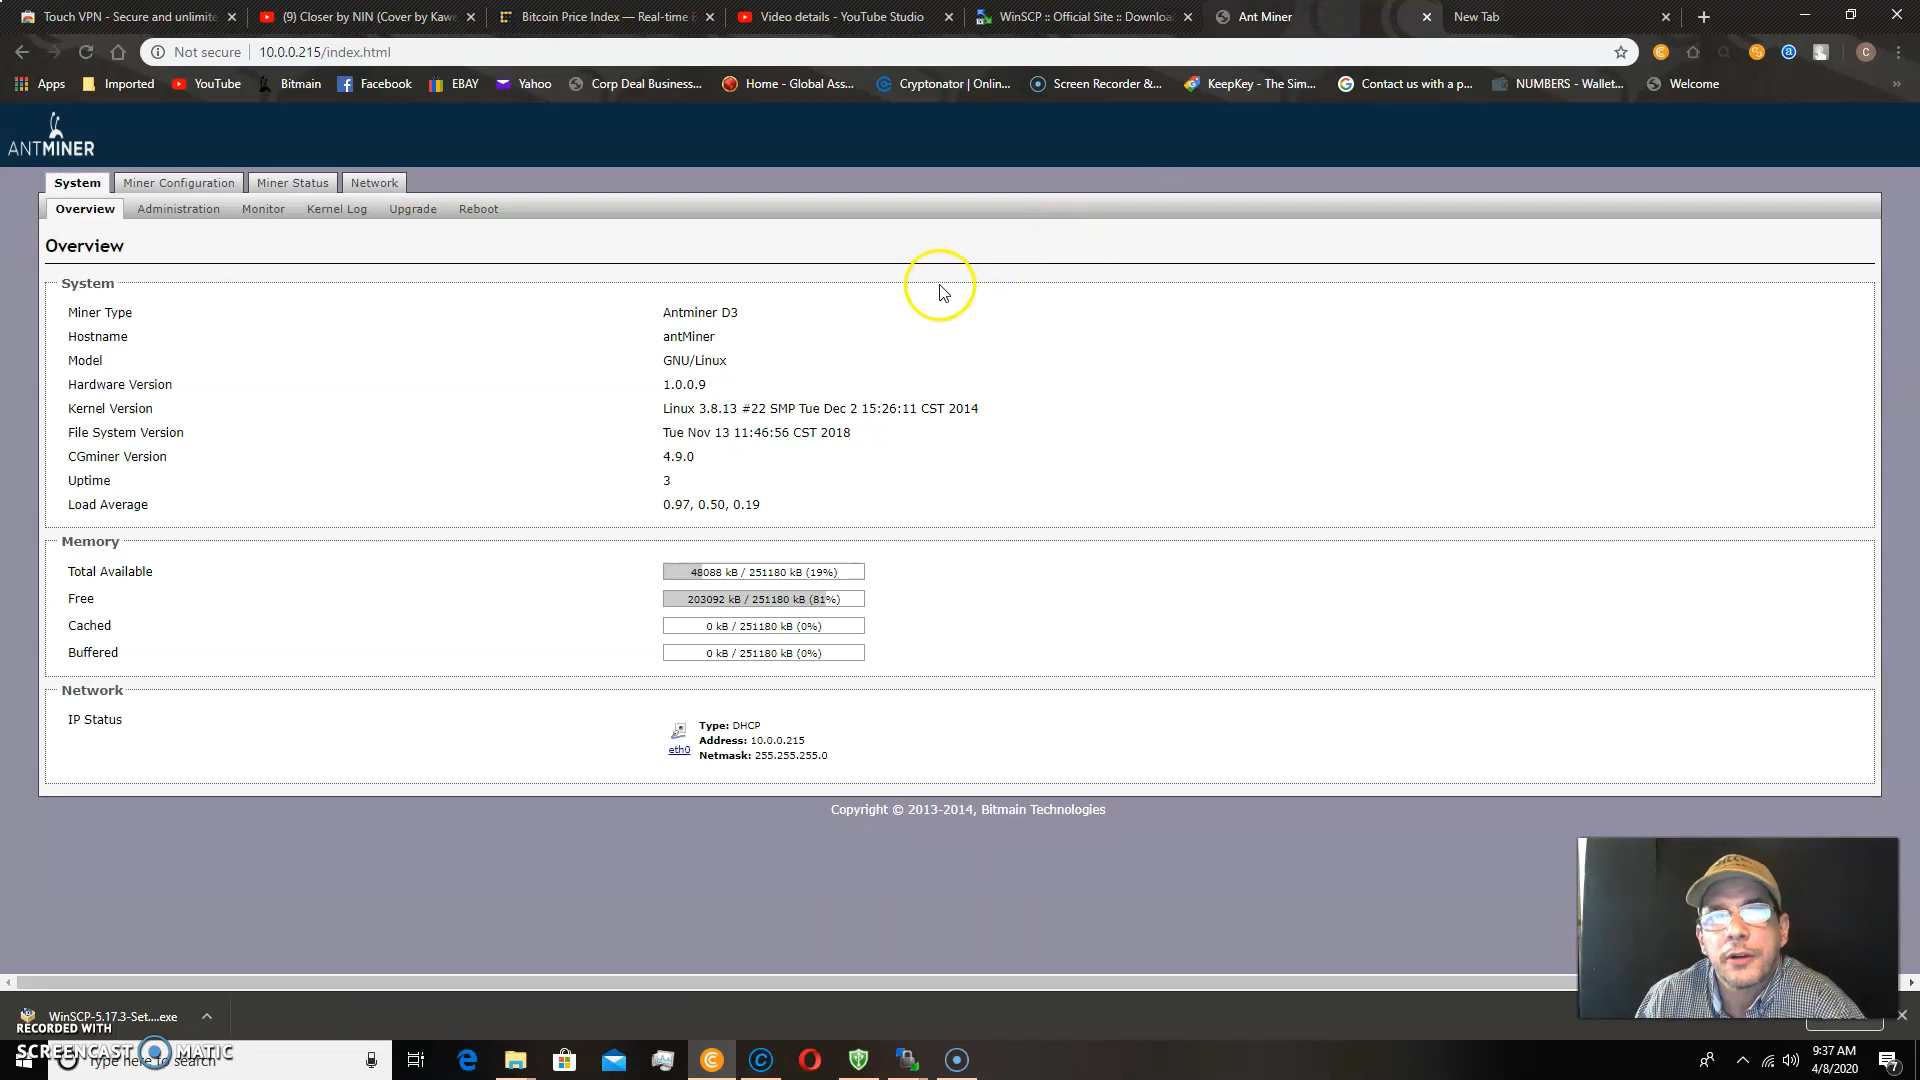 Touch VPN - Secure and unlimite
(9) Closer by NIN (Cover by Kawe
Bitcoin Price Index — Real-time B
Video details - YouTube Studio
WinSCP :: Official Site :: Downloa
Ant Miner
New Tab
Not secure
10.0.0.215/index.html
Apps
Imported
YouTube
Bitmain
Facebook
EBAY
Yahoo
Corp Deal Business...
Home - Global Ass...
Cryptonator | Onlin...
Screen Recorder &...
KeepKey - The Sim...
Contact us with a p...
NUMBERS - Wallet...
Welcome
ANTMINER
System
Miner Configuration
Miner Status
Network
Overview
Administration
Monitor
Kernel Log
Upgrade
Reboot
Overview
System
Miner Type Antminer D3
Hostname antMiner
Model GNU/Linux
Hardware Version 1.0.0.9
Kernel Version Linux 3.8.13 #22 SMP Tue Dec 2 15:26:11 CST 2014
File System Version Tue Nov 13 11:46:56 CST 2018
CGminer Version 4.9.0
Uptime 3
Load Average 0.97, 0.50, 0.19
Memory
Total Available 48088 kB / 251180 kB (19%)
Free 203092 kB / 251180 kB (81%)
Cached 0 kB / 251180 kB (0%)
Buffered 0 kB / 251180 kB (0%)
Network
IP Status
eth0
Type: DHCP
Address: 10.0.0.215
Netmask: 255.255.255.0
Copyright © 2013-2014, Bitmain Technologies
WinSCP-5.17.3-Set....exe
RECORDED WITH
SCREENCAST MATIC
Type here to search
9:37 AM
4/8/2020
7